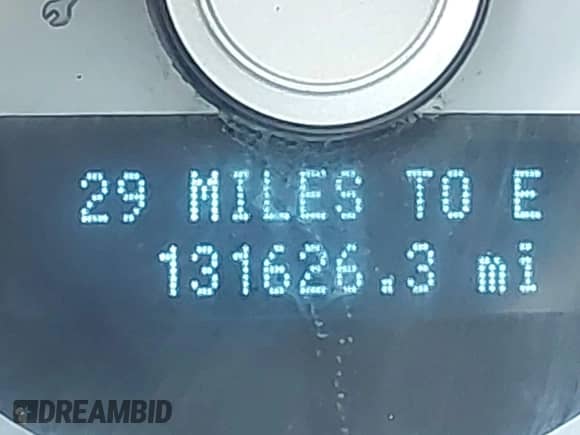 29 MILES TO E
131626.3 mi
DREAMBID